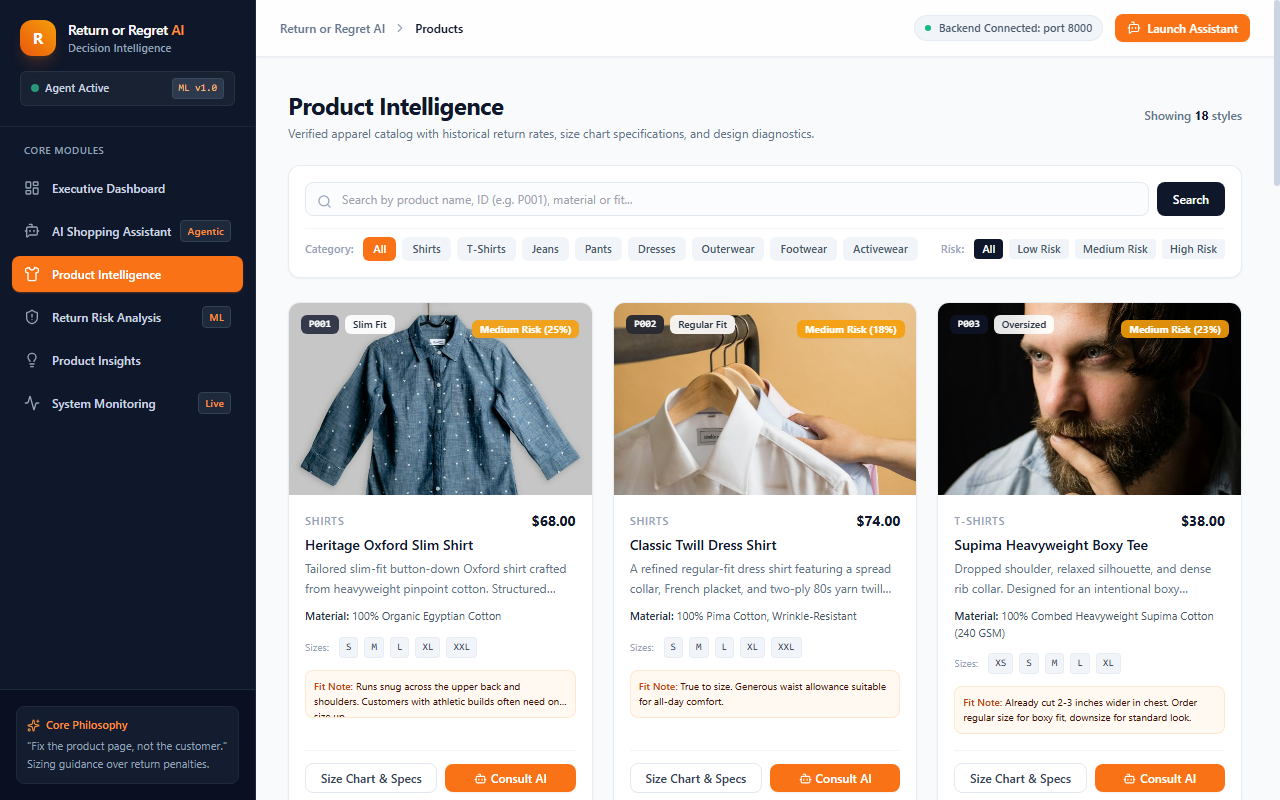 R
Return or Regret AI
Decision Intelligence
Agent Active
ML v1.0
CORE MODULES
Executive Dashboard
AI Shopping Assistant
Agentic
Product Intelligence
Return Risk Analysis
ML
Product Insights
System Monitoring
Live
Core Philosophy
"Fix the product page, not the customer."
Sizing guidance over return penalties.
Return or Regret AI > Products
Backend Connected: port 8000
Launch Assistant
Product Intelligence
Verified apparel catalog with historical return rates, size chart specifications, and design diagnostics.
Showing 18 styles
Search by product name, ID (e.g. P001), material or fit...
Search
Category: All Shirts T-Shirts Jeans Pants Dresses Outerwear Footwear Activewear
Risk: All Low Risk Medium Risk High Risk
P001 Slim Fit Medium Risk (25%)
SHIRTS $68.00
Heritage Oxford Slim Shirt
Tailored slim-fit button-down Oxford shirt crafted
from heavyweight pinpoint cotton. Structured...
Material: 100% Organic Egyptian Cotton
Sizes: S M L XL XXL
Fit Note: Runs snug across the upper back and
shoulders. Customers with athletic builds often need on...
size up
Size Chart & Specs
Consult AI
P002 Regular Fit Medium Risk (18%)
SHIRTS $74.00
Classic Twill Dress Shirt
A refined regular-fit dress shirt featuring a spread
collar, French placket, and two-ply 80s yarn twill...
Material: 100% Pima Cotton, Wrinkle-Resistant
Sizes: S M L XL XXL
Fit Note: True to size. Generous waist allowance suitable
for all-day comfort.
Size Chart & Specs
Consult AI
P003 Oversized Medium Risk (23%)
T-SHIRTS $38.00
Supima Heavyweight Boxy Tee
Dropped shoulder, relaxed silhouette, and dense
rib collar. Designed for an intentional boxy...
Material: 100% Combed Heavyweight Supima Cotton
(240 GSM)
Sizes: XS S M L XL
Fit Note: Already cut 2-3 inches wider in chest. Order
regular size for boxy fit, downsize for standard look.
Size Chart & Specs
Consult AI